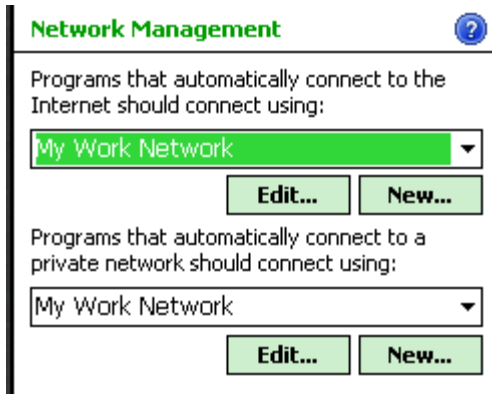 Network Management
?
Programs that automatically connect to the
Internet should connect using:
My Work Network
Edit... New...
Programs that automatically connect to a
private network should connect using:
My Work Network
Edit... New...